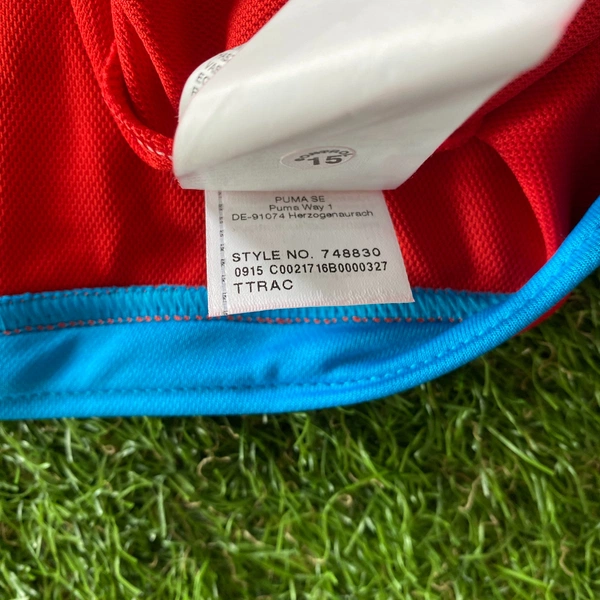 15
PUMA SE
Puma Way 1
DE-91074 Herzogenaurach
STYLE NO. 748830
0915 C0021716B0000327
TTRAC